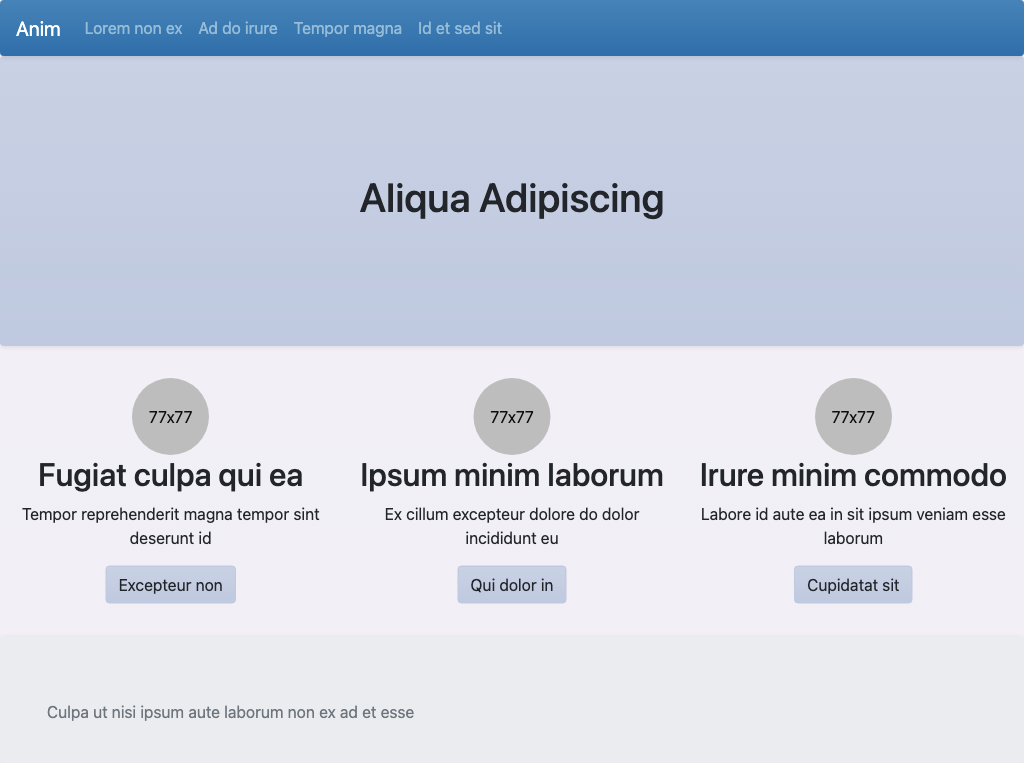 Anim Lorem non ex Ad do irure Tempor magna Id et sed sit
Aliqua Adipiscing
77x77
Fugiat culpa qui ea
Tempor reprehenderit magna tempor sint
deserunt id
Excepteur non
77x77
Ipsum minim laborum
Ex cillum excepteur dolore do dolor
incididunt eu
Qui dolor in
77x77
Irure minim commodo
Labore id aute ea in sit ipsum veniam esse
laborum
Cupidatat sit
Culpa ut nisi ipsum aute laborum non ex ad et esse